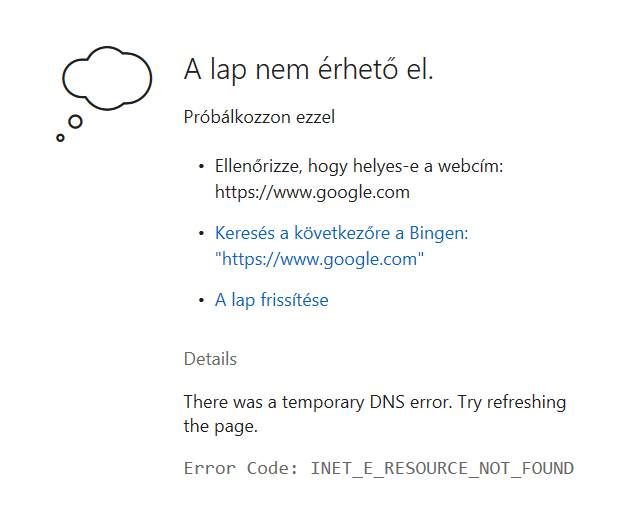 A lap nem érhető el.
Próbálkozzon ezzel
• Ellenőrizze, hogy helyes-e a webcím:
https://www.google.com
• Keresés a következőre a Bingen:
"https://www.google.com"
• A lap frissítése
Details
There was a temporary DNS error. Try refreshing
the page.
Error Code: INET_E_RESOURCE_NOT_FOUND